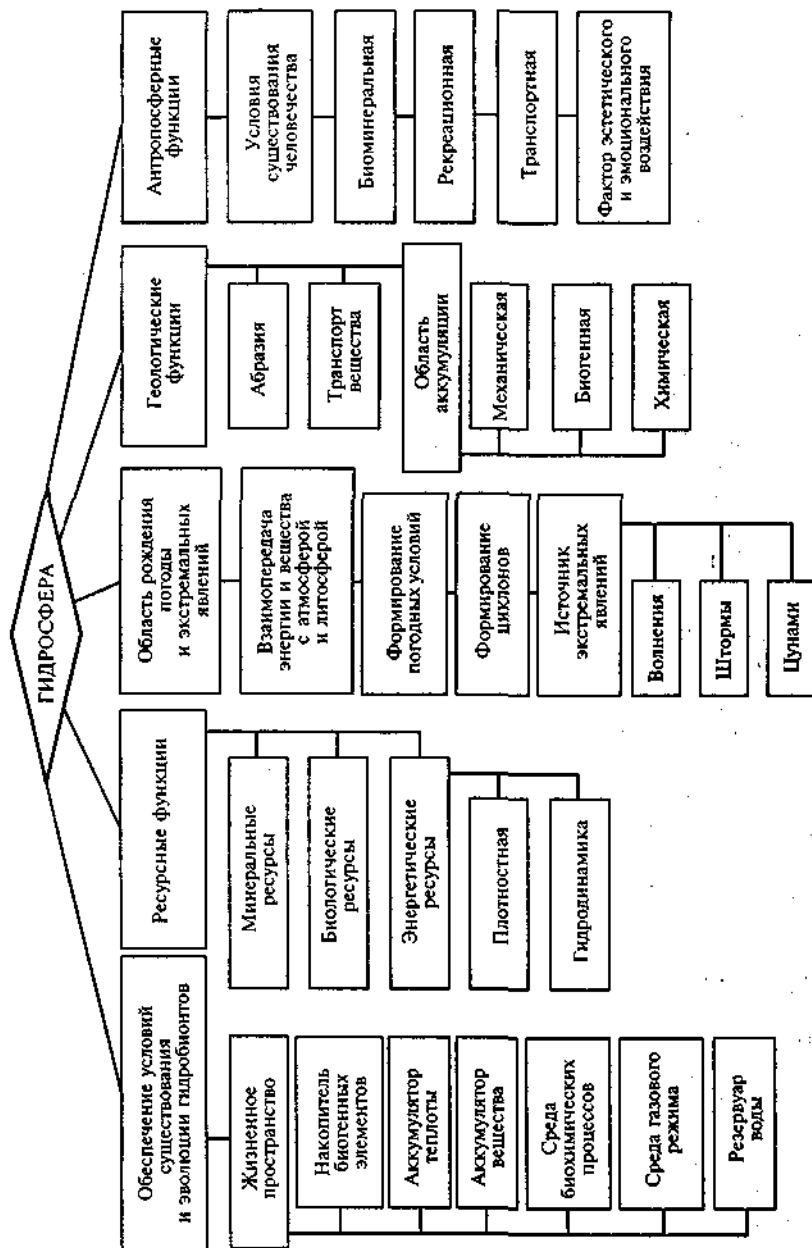 ГИДРОСФЕРА
Обеспечение условий
существования
и эволюции гидробионтов
Жизненное
пространство
Накопитель
биогенных
элементов
Аккумулятор
теплоты
Аккумулятор
вещества
Среда
биохимических
процессов
Среда газового
режима
Резервуар
воды
Ресурсные функции
Минеральные
ресурсы
Биологические
ресурсы
Энергетические
ресурсы
Плотностная
Гидродинамика
Область рождения
погоды
и экстремальных
явлений
Взаимопередача
энергии и вещества
с атмосферой
и литосферой
Формирование
погодных условий
Формирование
циклонов
Источник
экстремальных
явлений
Волнения
Штормы
Цунами
Геологические
функции
Абразия
Транспорт
вещества
Область
аккумуляции
Механическая
Биогенная
Химическая
Антропосферные
функции
Условия
существования
человечества
Биоминеральная
Рекреационная
Транспортная
Фактор эстетического
и эмоционального
воздействия